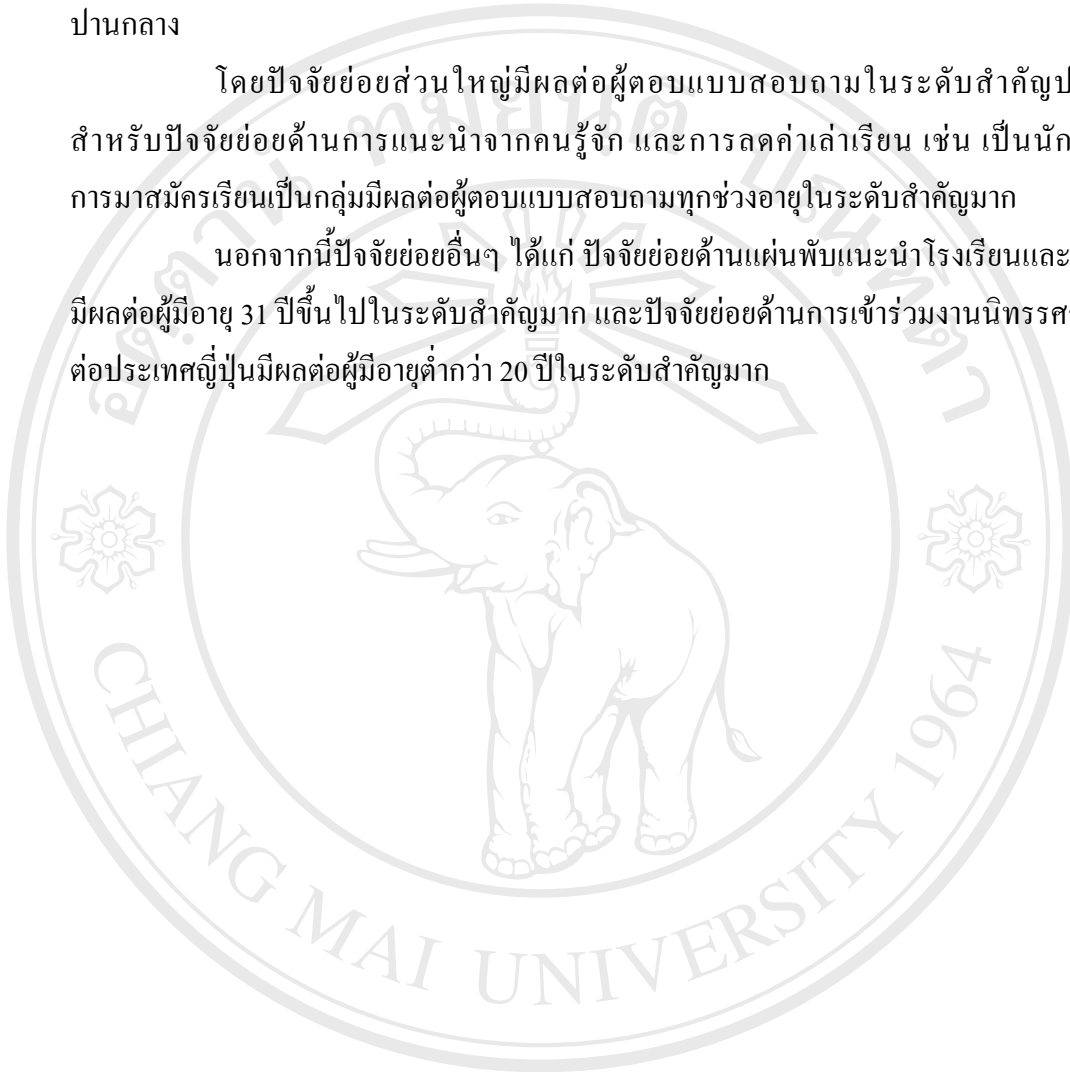 ปานกลาง
โดยปัจจัยย่อยส่วนใหญ่มีผลต่อผู้ตอบแบบสอบถามในระดับสำคัญป
สำหรับปัจจัยย่อยด้านการแนะนำจากคนรู้จัก และการลดค่าเล่าเรียน เช่น เป็นนัก
การมาสมัครเรียนเป็นกลุ่มมีผลต่อผู้ตอบแบบสอบถามทุกช่วงอายุในระดับสำคัญมาก
นอกจากนี้ปัจจัยย่อยอื่นๆ ได้แก่ ปัจจัยย่อยด้านแผ่นพับแนะนำโรงเรียนและ
มีผลต่อผู้มีอายุ 31 ปีขึ้นไปในระดับสำคัญมาก และปัจจัยย่อยด้านการเข้าร่วมงานนิทรรศ
ต่อประเทศญี่ปุ่นมีผลต่อผู้มีอายุต่ำกว่า 20 ปีในระดับสำคัญมาก
อตฺตานํ ทมยนฺติ ปณฺฑิตา
CHIANG MAI UNIVERSITY 1964